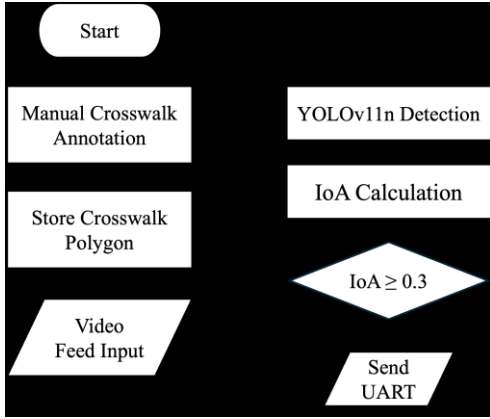 Start
Manual Crosswalk
Annotation
Store Crosswalk
Polygon
Video
Feed Input
YOLOv11n Detection
IoA Calculation
IoA ≥ 0.3
Send
UART